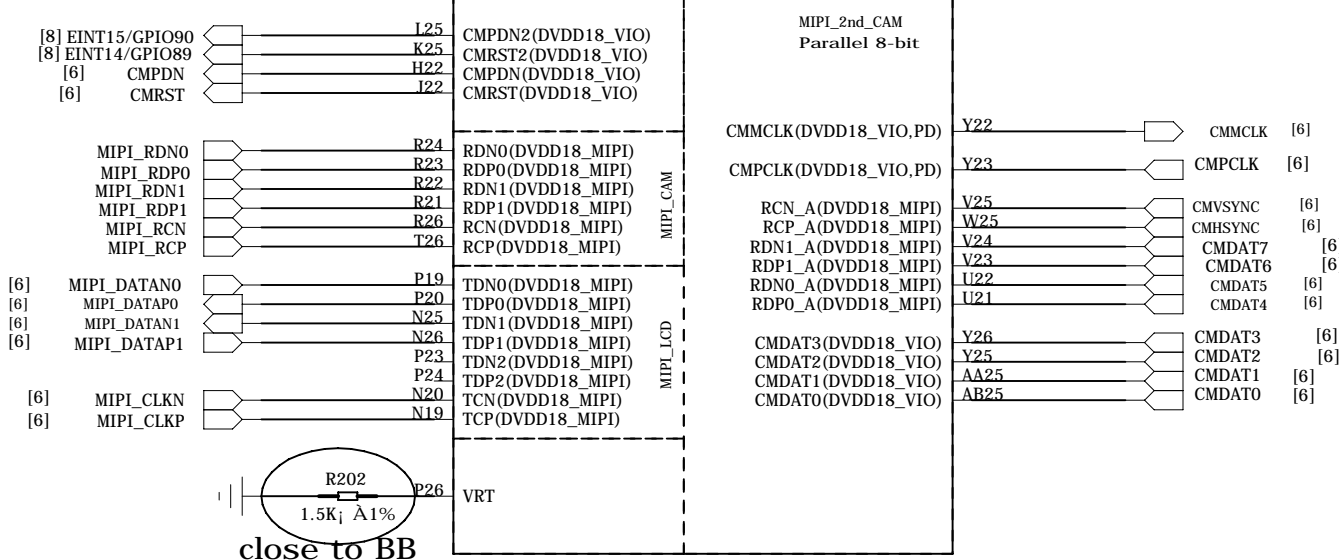 MIPI_2nd_CAM
Parallel 8-bit
[8] EINT15/GPIO90 L25 CMPDN2(DVDD18_VIO)
[8] EINT14/GPIO89 K25 CMRST2(DVDD18_VIO)
[6] CMPDN H22 CMPDN(DVDD18_VIO)
[6] CMRST J22 CMRST(DVDD18_VIO)
MIPI_RDN0 R24 RDN0(DVDD18_MIPI)
MIPI_RDP0 R23 RDP0(DVDD18_MIPI)
MIPI_RDN1 R22 RDN1(DVDD18_MIPI)
MIPI_RDP1 R21 RDP1(DVDD18_MIPI)
MIPI_RCN R26 RCN(DVDD18_MIPI)
MIPI_RCP T26 RCP(DVDD18_MIPI)
MIPI_CAM
[6] MIPI_DATAN0 P19 TDN0(DVDD18_MIPI)
[6] MIPI_DATAP0 P20 TDP0(DVDD18_MIPI)
[6] MIPI_DATAN1 N25 TDN1(DVDD18_MIPI)
[6] MIPI_DATAP1 N26 TDP1(DVDD18_MIPI)
P23 TDN2(DVDD18_MIPI)
P24 TDP2(DVDD18_MIPI)
[6] MIPI_CLKN N20 TCN(DVDD18_MIPI)
[6] MIPI_CLKP N19 TCP(DVDD18_MIPI)
MIPI_LCD
R202
P26 VRT
1.5K¡ À1%
close to BB
CMMCLK(DVDD18_VIO,PD) Y22 CMMCLK [6]
CMPCLK(DVDD18_VIO,PD) Y23 CMPCLK [6]
RCN_A(DVDD18_MIPI) V25 CMVSYNC [6]
RCP_A(DVDD18_MIPI) W25 CMHSYNC [6]
RDN1_A(DVDD18_MIPI) V24 CMDAT7 [6
RDP1_A(DVDD18_MIPI) V23 CMDAT6 [6
RDN0_A(DVDD18_MIPI) U22 CMDAT5 [6]
RDP0_A(DVDD18_MIPI) U21 CMDAT4 [6]
CMDAT3(DVDD18_VIO) Y26 CMDAT3 [6]
CMDAT2(DVDD18_VIO) Y25 CMDAT2 [6]
CMDAT1(DVDD18_VIO) AA25 CMDAT1 [6]
CMDAT0(DVDD18_VIO) AB25 CMDAT0 [6]